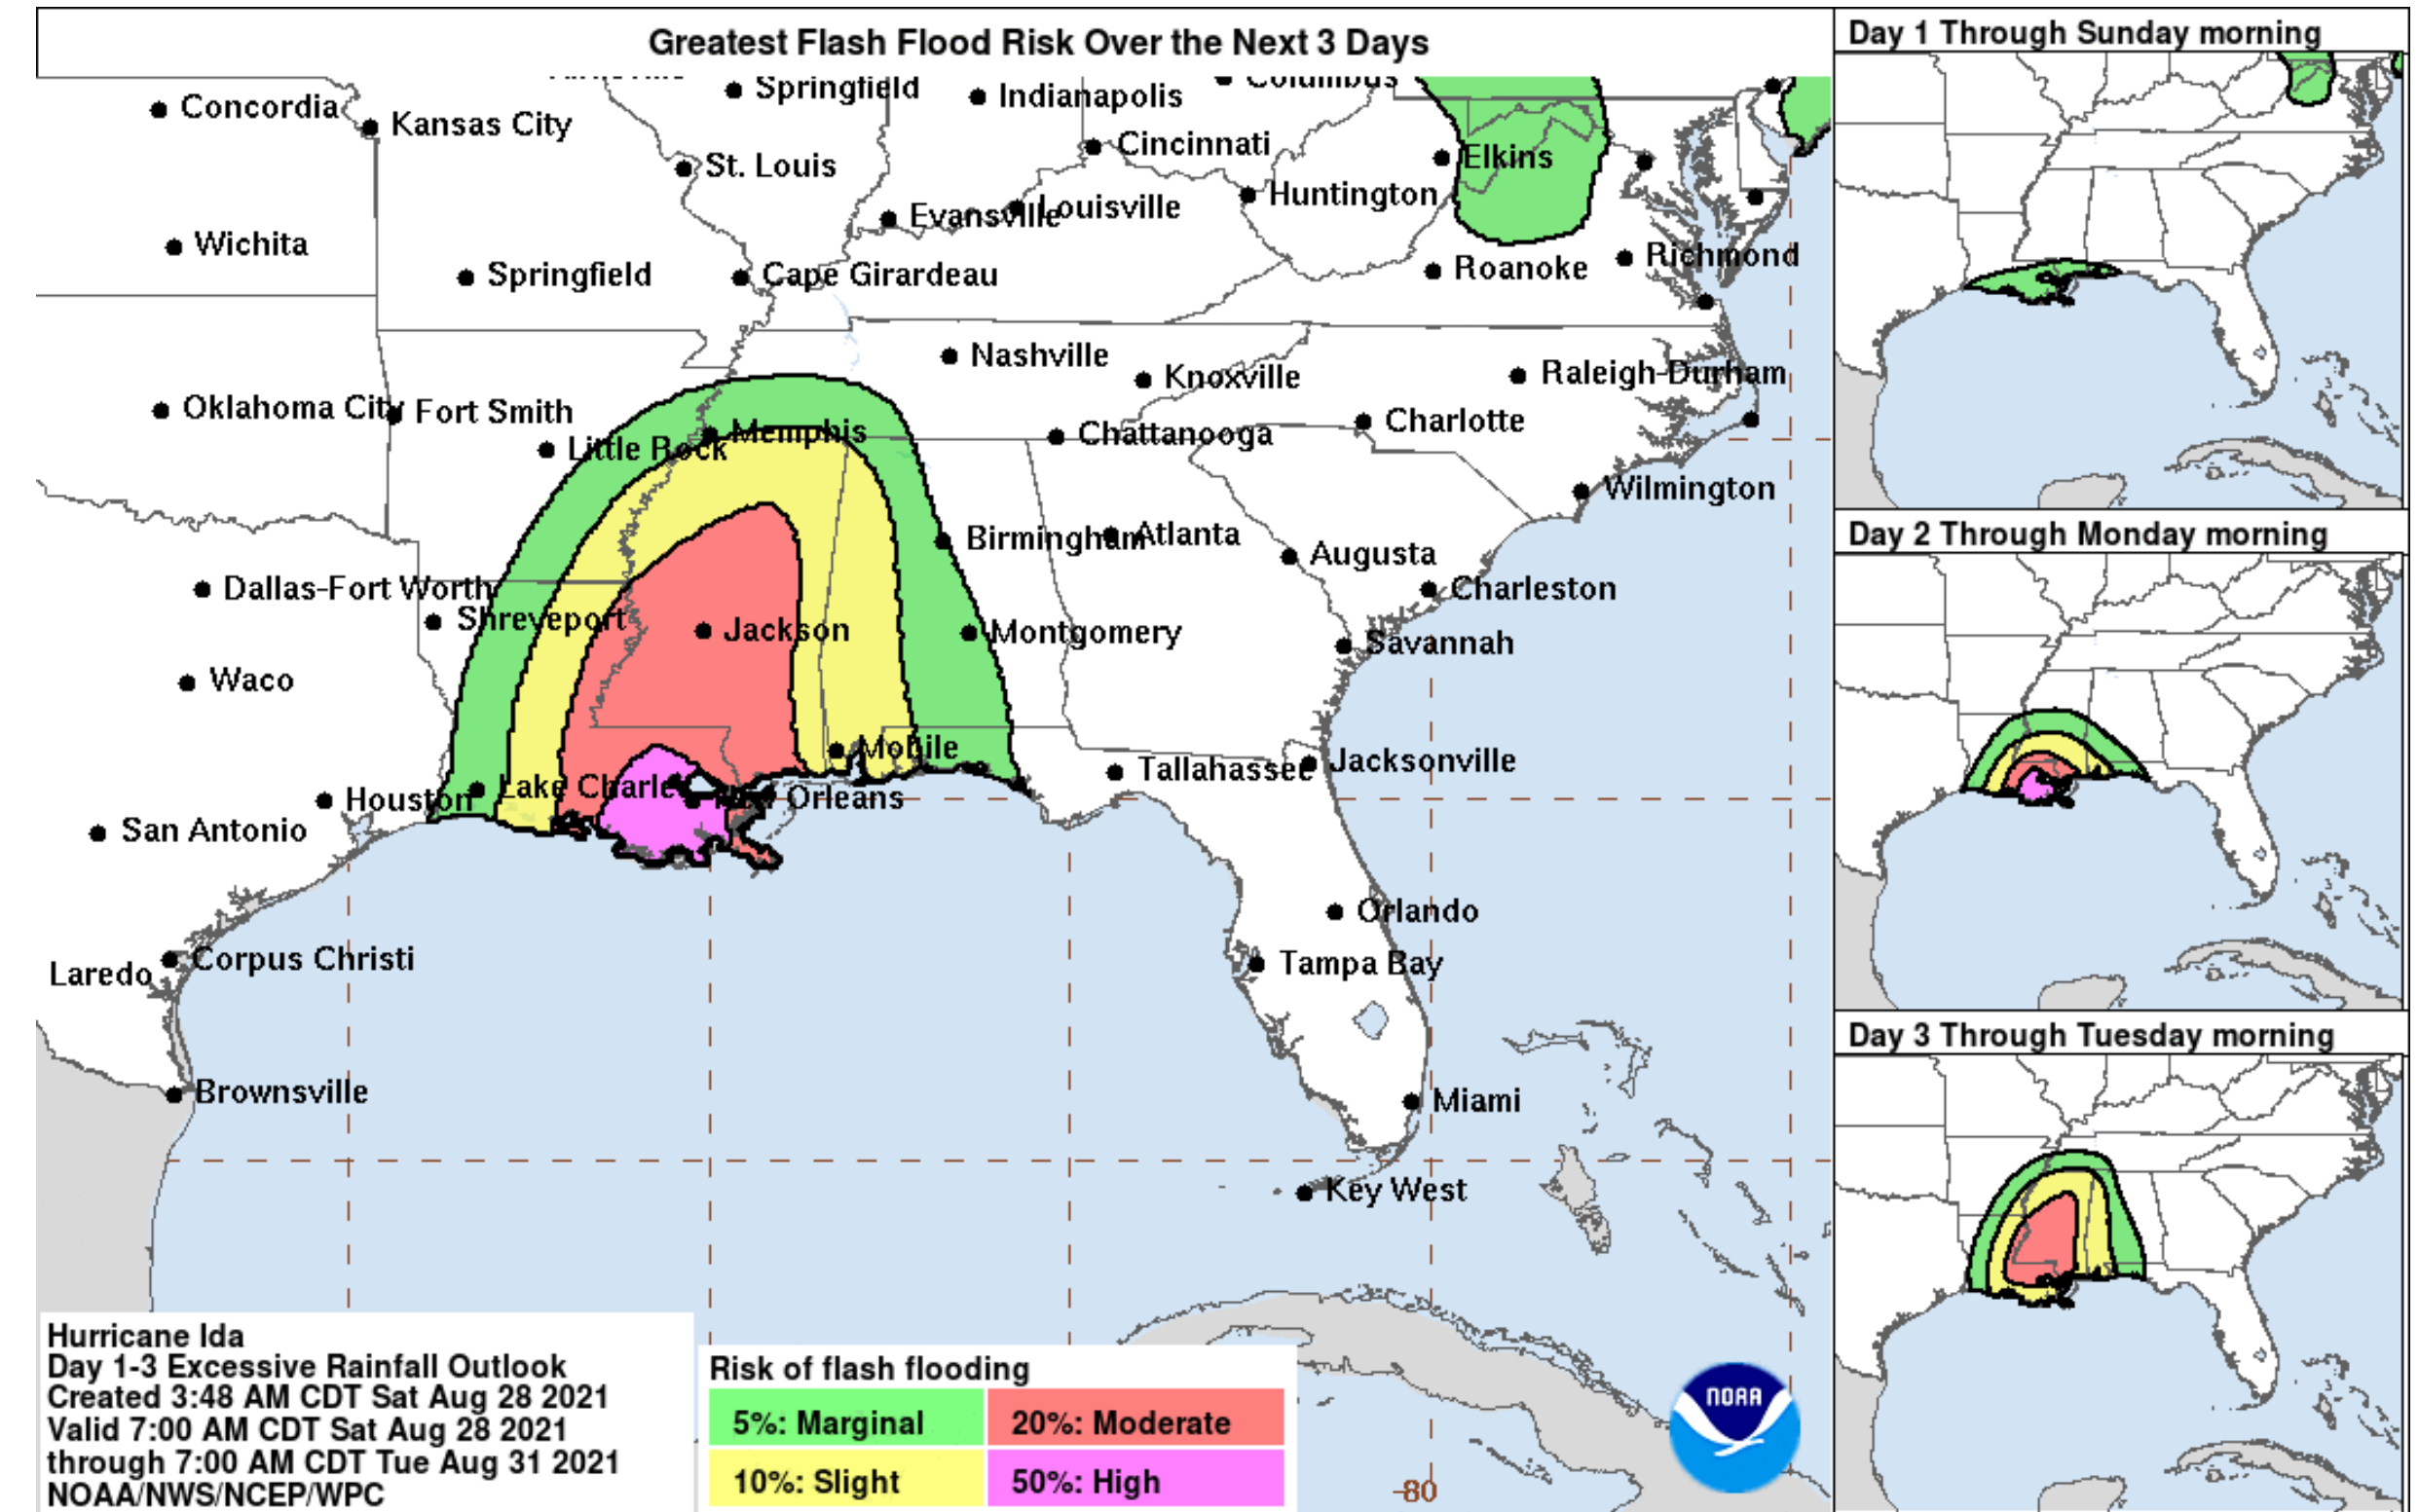 Greatest Flash Flood Risk Over the Next 3 Days
Springfield
Indianapolis
Columbus
Concordia
Kansas City
Cincinnati
Elkins
St. Louis
Huntington
Evansville
Louisville
Wichita
Richmond
Springfield
Cape Girardeau
Roanoke
Nashville
Knoxville
Raleigh-Durham
Oklahoma City
Fort Smith
Charlotte
Memphis
Chattanooga
Little Rock
Wilmington
Birmingham
Atlanta
Augusta
Dallas-Fort Worth
Charleston
Shreveport
Jackson
Montgomery
Savannah
Waco
Mobile
Jacksonville
Tallahassee
Lake Charles
Houston
New Orleans
San Antonio
Orlando
Corpus Christi
Tampa Bay
Laredo
Brownsville
Miami
Key West
Hurricane Ida
Day 1-3 Excessive Rainfall Outlook
Created 3:48 AM CDT Sat Aug 28 2021
Valid 7:00 AM CDT Sat Aug 28 2021
through 7:00 AM CDT Tue Aug 31 2021
NOAA/NWS/NCEP/WPC
Risk of flash flooding
5%: Marginal
20%: Moderate
10%: Slight
50%: High
-80
NOAA
Day 1 Through Sunday morning
Day 2 Through Monday morning
Day 3 Through Tuesday morning